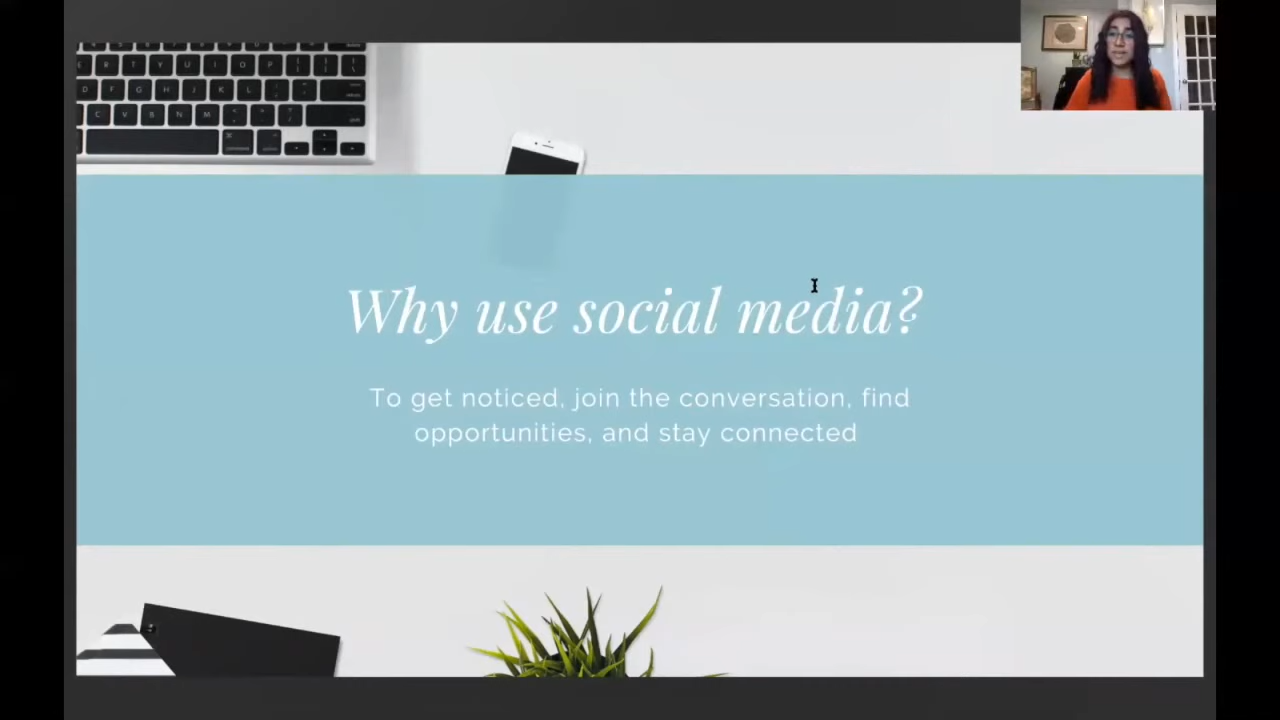 E R T Y U I O P
D F G H J K L
C V B N M
Why use social media?
To get noticed, join the conversation, find
opportunities, and stay connected